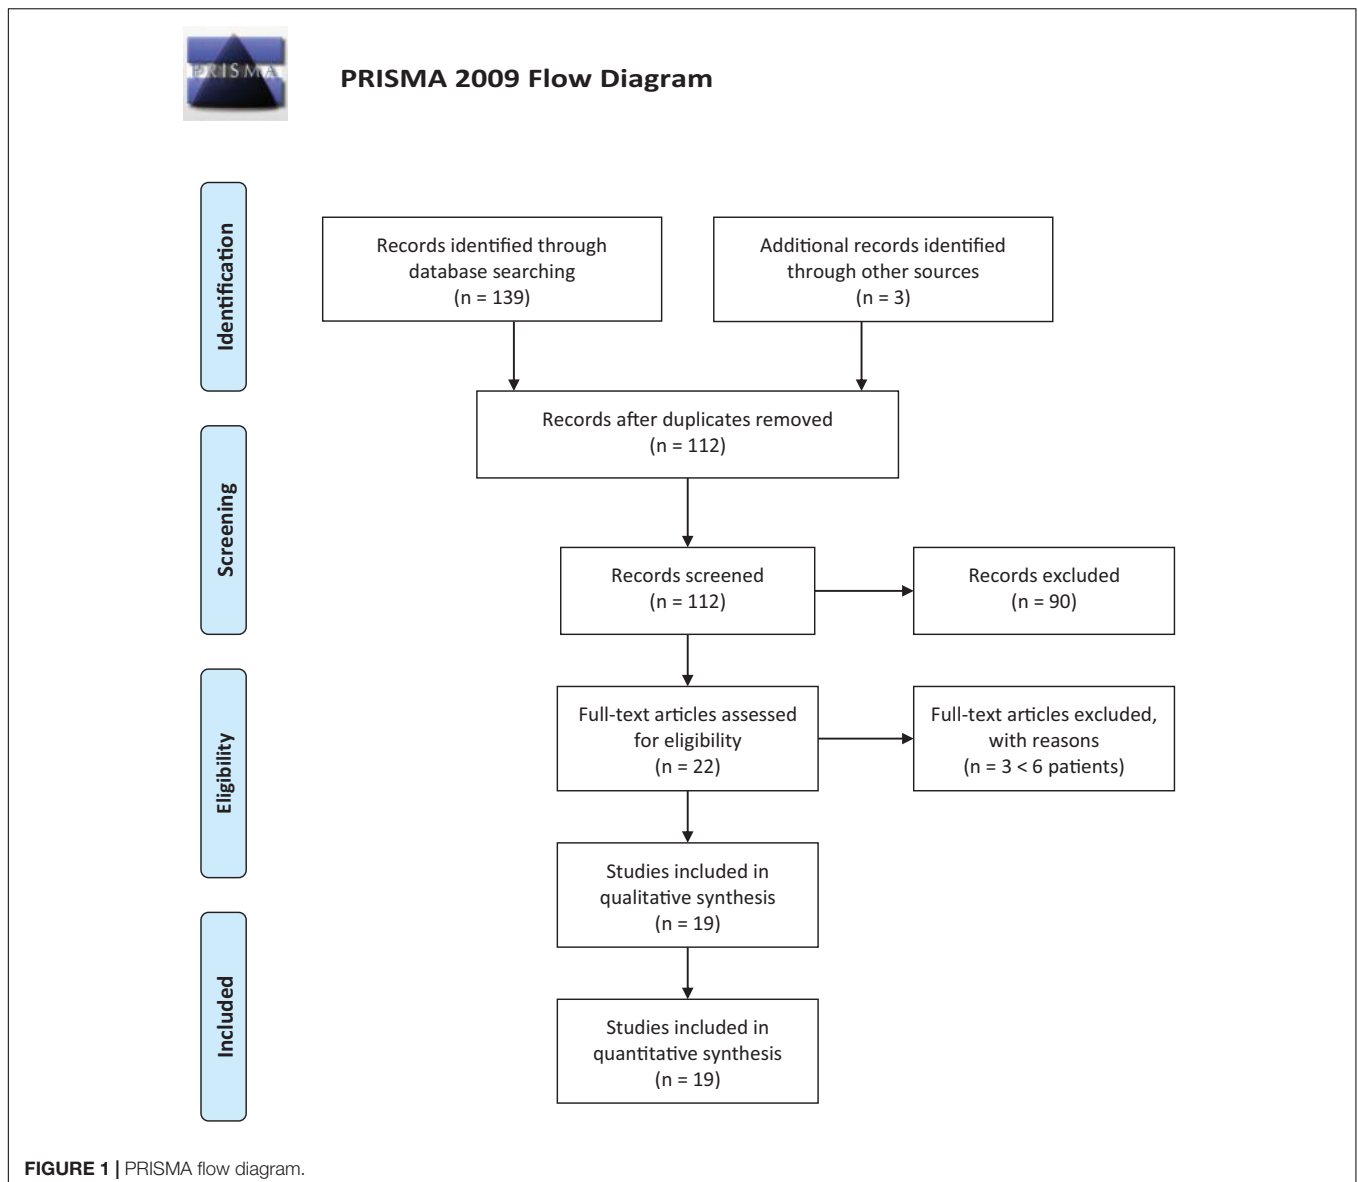 PRISMA
PRISMA 2009 Flow Diagram
Identification
Records identified through
database searching
(n = 139)
Additional records identified
through other sources
(n = 3)
Records after duplicates removed
(n = 112)
Screening
Records screened
(n = 112)
Records excluded
(n = 90)
Eligibility
Full-text articles assessed
for eligibility
(n = 22)
Full-text articles excluded,
with reasons
(n = 3 < 6 patients)
Studies included in
qualitative synthesis
(n = 19)
Included
Studies included in
quantitative synthesis
(n = 19)
FIGURE 1 | PRISMA flow diagram.